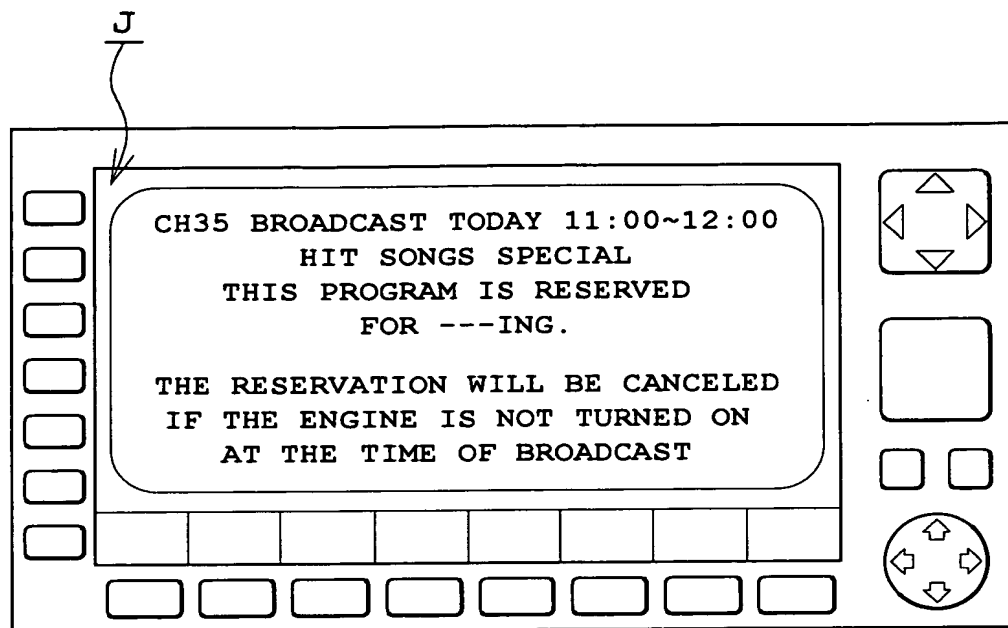 J
CH35 BROADCAST TODAY 11:00~12:00
HIT SONGS SPECIAL
THIS PROGRAM IS RESERVED
FOR ---ING.
THE RESERVATION WILL BE CANCELED
IF THE ENGINE IS NOT TURNED ON
AT THE TIME OF BROADCAST